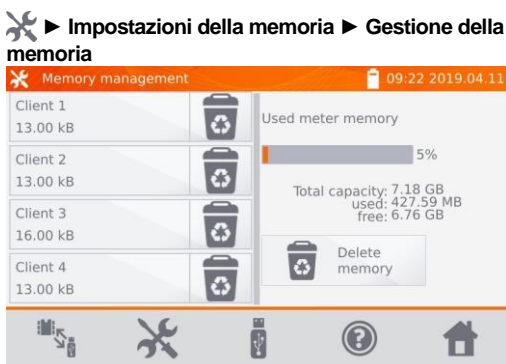 ► Impostazioni della memoria ► Gestione della
memoria
Memory management
09:22 2019.04.11
Client 1
13.00 kB
Client 2
13.00 kB
Client 3
16.00 kB
Client 4
13.00 kB
Used meter memory
5%
Total capacity: 7.18 GB
used: 427.59 MB
free: 6.76 GB
Delete
memory
?